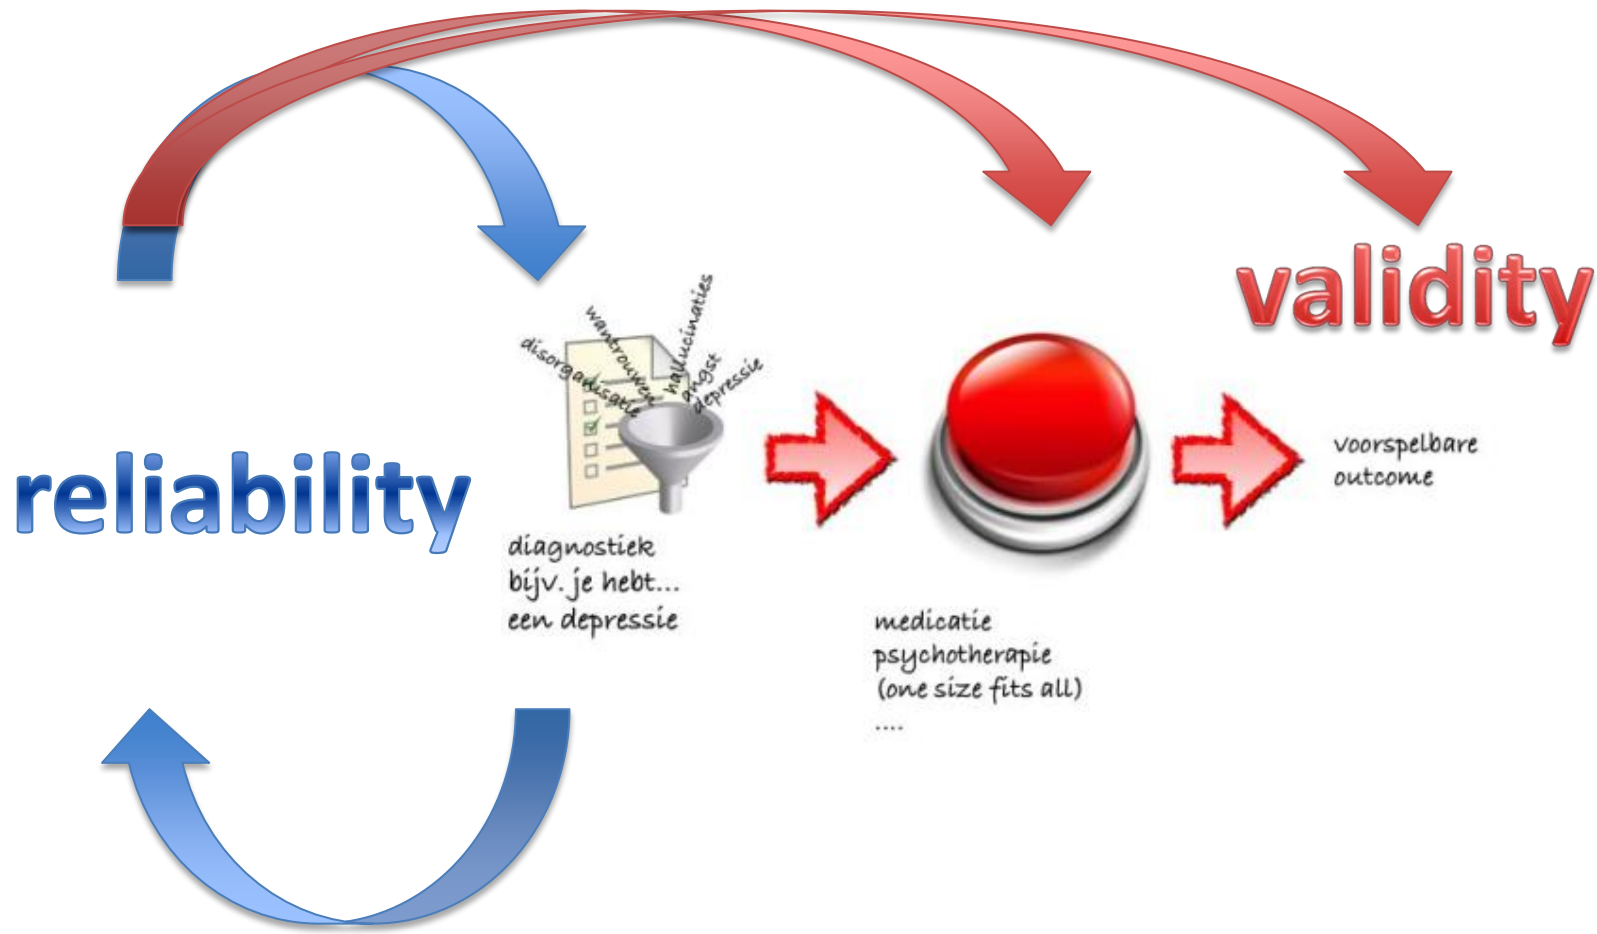 validity
reliability
disorganisatie
wantrouwen
hallucinaties
angst
depressie
diagnostiek
bijv. je hebt...
een depressie
medicatie
psychotherapie
(one size fits all)
....
voorspelbare
outcome